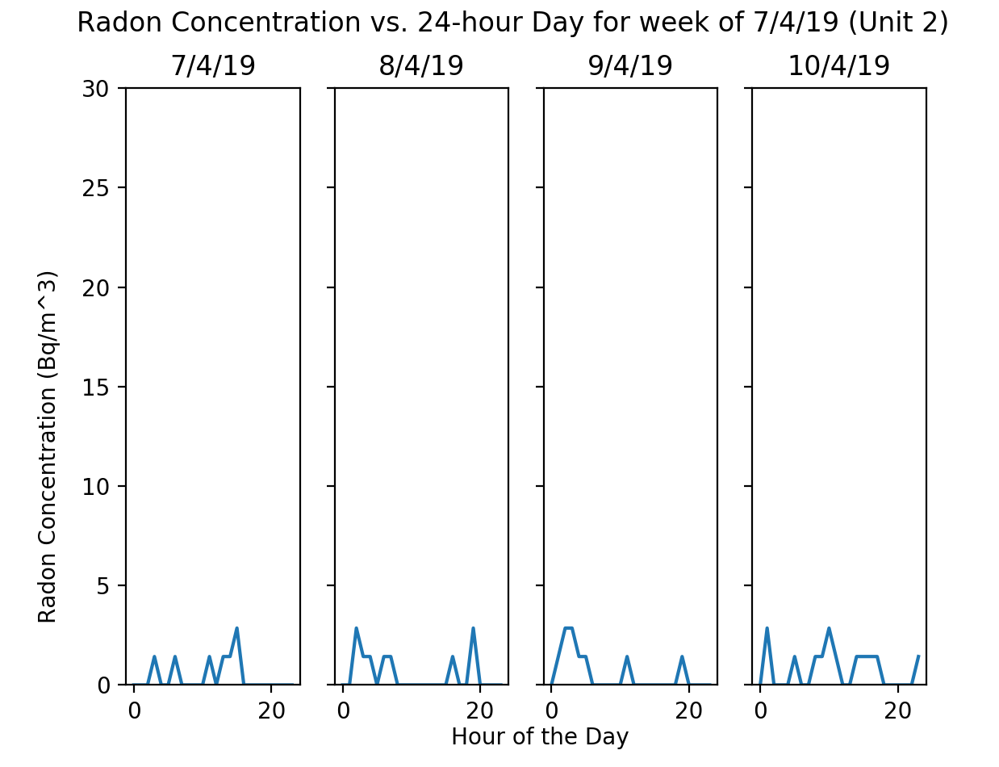 Radon Concentration vs. 24-hour Day for week of 7/4/19 (Unit 2)
7/4/19 8/4/19 9/4/19 10/4/19
30
25
20
15
10
5
0
Radon Concentration (Bq/m^3)
0 20 0 20 0 20 0 20
Hour of the Day